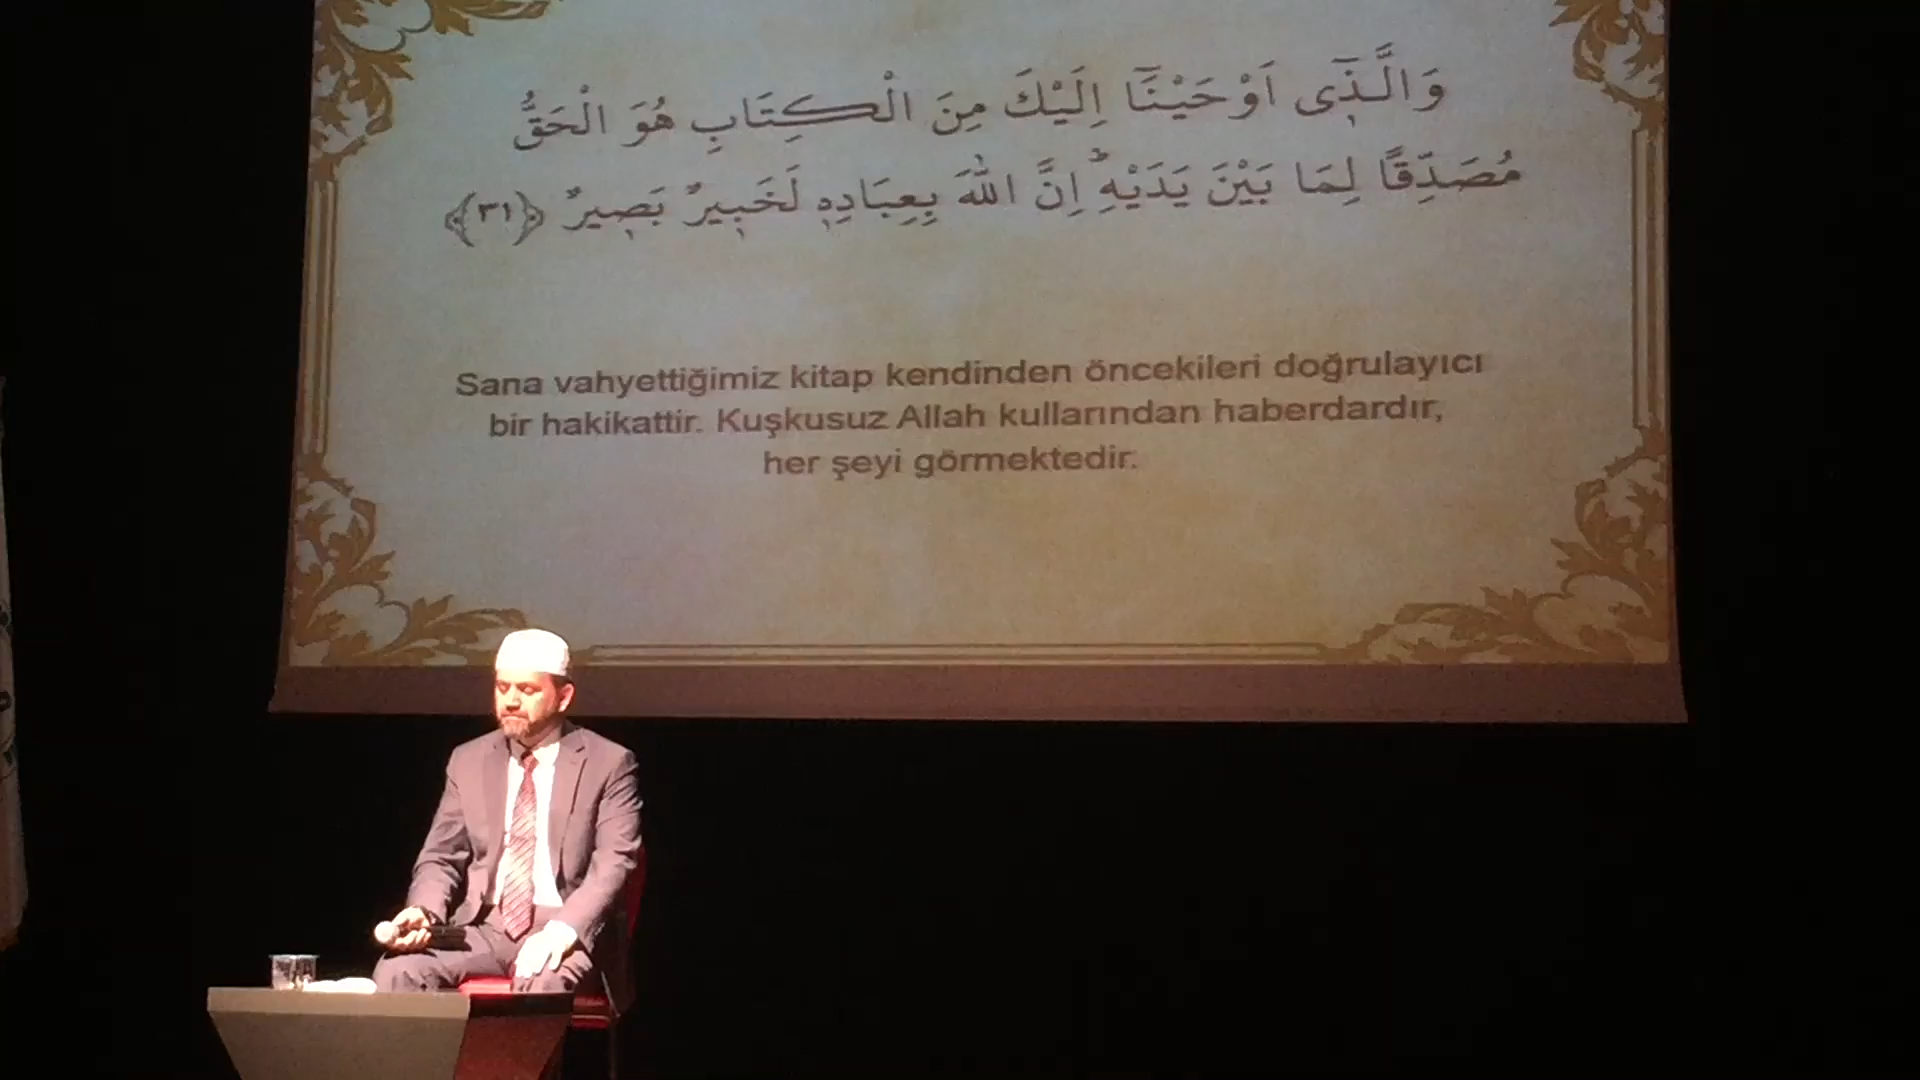 وَالَّذ۪ٓي اَوْحَيْنَٓا اِلَيْكَ مِنَ الْكِتَابِ هُوَ الْحَقُّ
مُصَدِّقًا لِمَا بَيْنَ يَدَيْهِۜ اِنَّ اللّٰهَ بِعِبَادِه۪ لَخَب۪يرٌ بَص۪يرٌ ﴿٣١﴾
Sana vahyettiğimiz kitap kendinden öncekileri doğrulayıcı
bir hakikattir. Kuşkusuz Allah kullarından haberdardır,
her şeyi görmektedir.